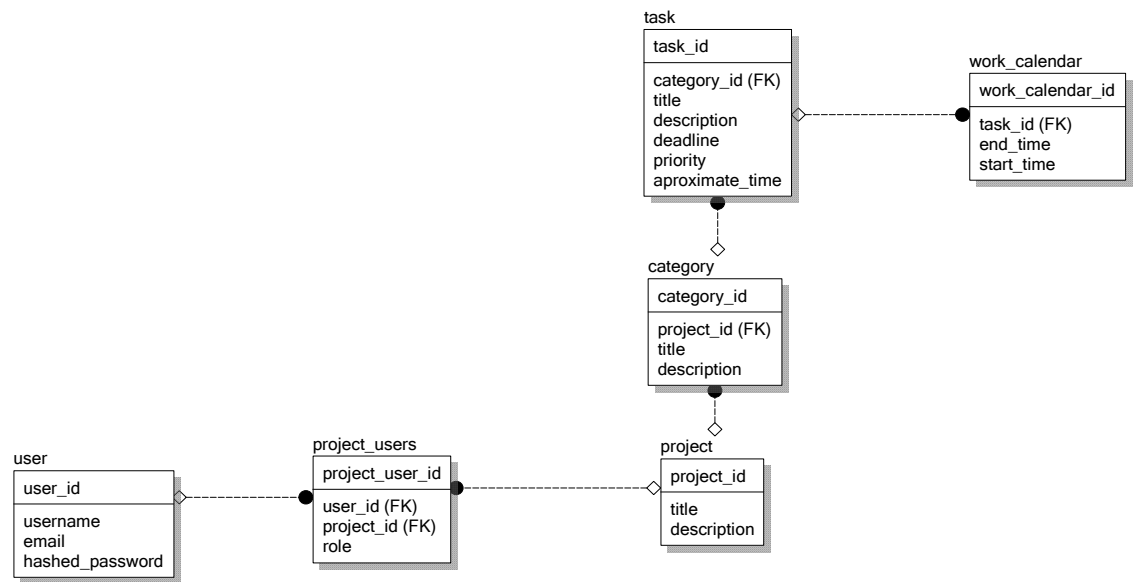 task
task_id
category_id (FK)
title
description
deadline
priority
aproximate_time
work_calendar
work_calendar_id
task_id (FK)
end_time
start_time
category
category_id
project_id (FK)
title
description
user
user_id
username
email
hashed_password
project_users
project_user_id
user_id (FK)
project_id (FK)
role
project
project_id
title
description